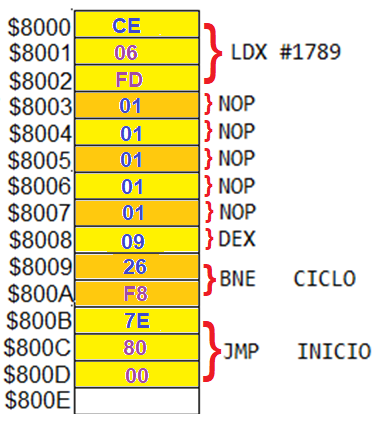 $8000 CE
$8001 06 LDX #1789
$8002 FD
$8003 01 NOP
$8004 01 NOP
$8005 01 NOP
$8006 01 NOP
$8007 01 NOP
$8008 09 DEX
$8009 26
BNE CICLO
$800A F8
$800B 7E
$800C 80 JMP INICIO
$800D 00
$800E